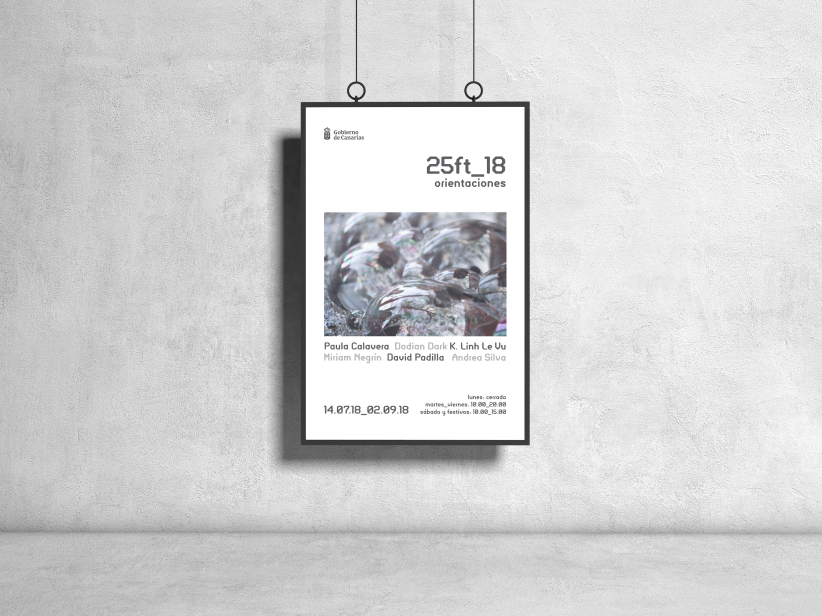 Gobierno
de Canarias
25ft_18
orientaciones
Paula Calavera Dodian Dark K. Linh Le Vu
Miriam Negrín David Padilla Andrea Silva
lunes: cerrado
martes_viernes: 10.00_20.00
sábado y festivos: 10.00_15.00
14.07.18_02.09.18